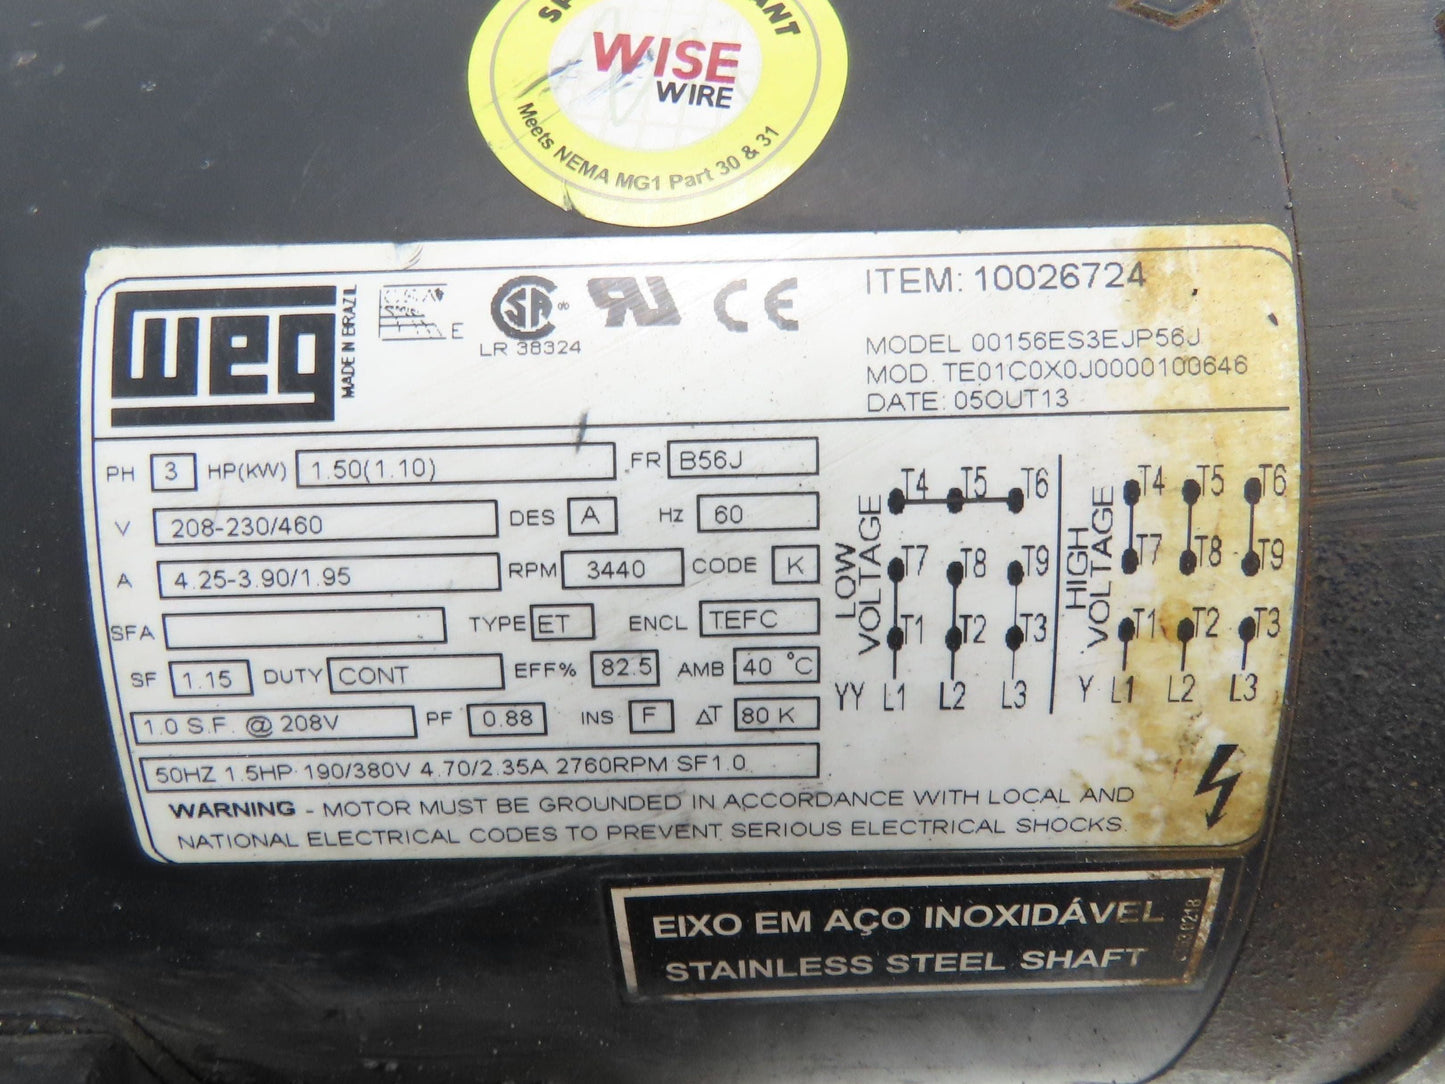 WISE
WIRE
Meets NEMA MG1 Part 30 & 31
weg
MADE IN BRAZIL
E
CSA
LR 38324
CE
ITEM: 10026724
MODEL 00156ES3EJP56J
MOD. TE01C0X0J0000100646
DATE: 05OUT13
PH 3 HP(KW) 1.50(1.10) FR B56J
V 208-230/460 DES A HZ 60
A 4.25-3.90/1.95 RPM 3440 CODE K
SFA TYPE ET ENCL TEFC
SF 1.15 DUTY CONT EFF% 82.5 AMB 40 °C
1.0 S.F. @ 208V PF 0.88 INS F ΔT 80 K
50HZ 1.5HP 190/380V 4.70/2.35A 2760RPM SF1.0
LOW VOLTAGE
T4 T5 T6
T7 T8 T9
T1 T2 T3
YY L1 L2 L3
HIGH VOLTAGE
T4 T5 T6
T7 T8 T9
T1 T2 T3
Y L1 L2 L3
WARNING - MOTOR MUST BE GROUNDED IN ACCORDANCE WITH LOCAL AND
NATIONAL ELECTRICAL CODES TO PREVENT SERIOUS ELECTRICAL SHOCKS.
EIXO EM AÇO INOXIDÁVEL
STAINLESS STEEL SHAFT